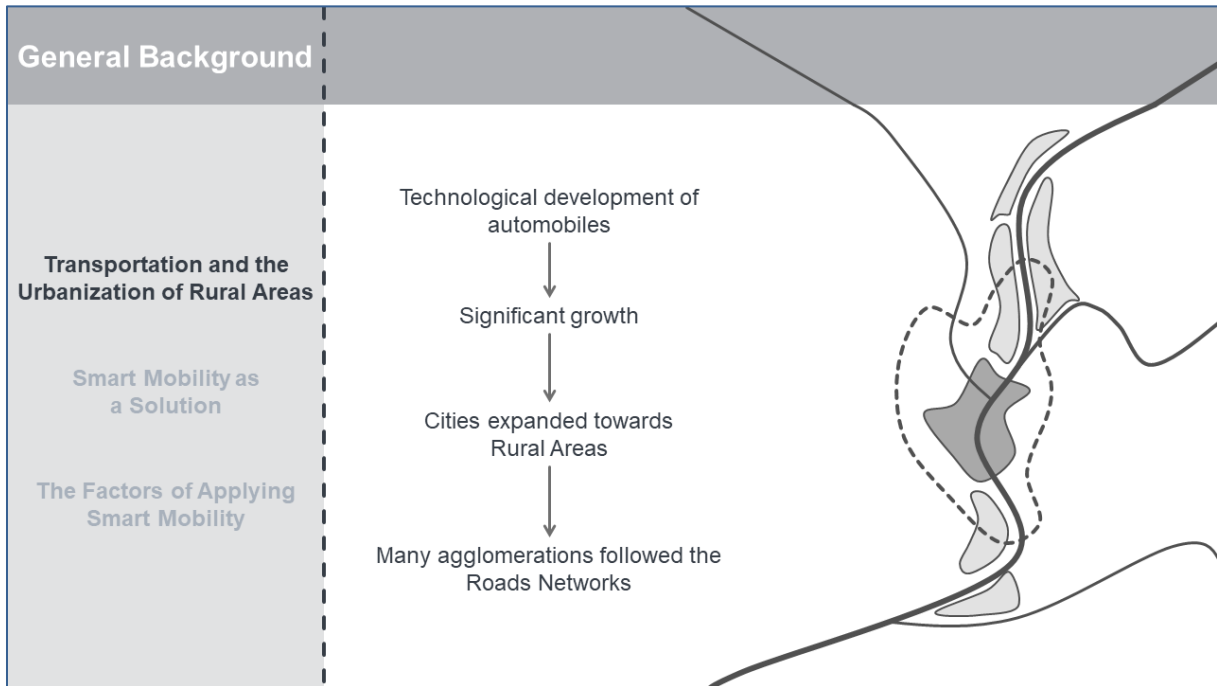 General Background
Transportation and the
Urbanization of Rural Areas
Smart Mobility as
a Solution
The Factors of Applying
Smart Mobility
Technological development of
automobiles
Significant growth
Cities expanded towards
Rural Areas
Many agglomerations followed the
Roads Networks